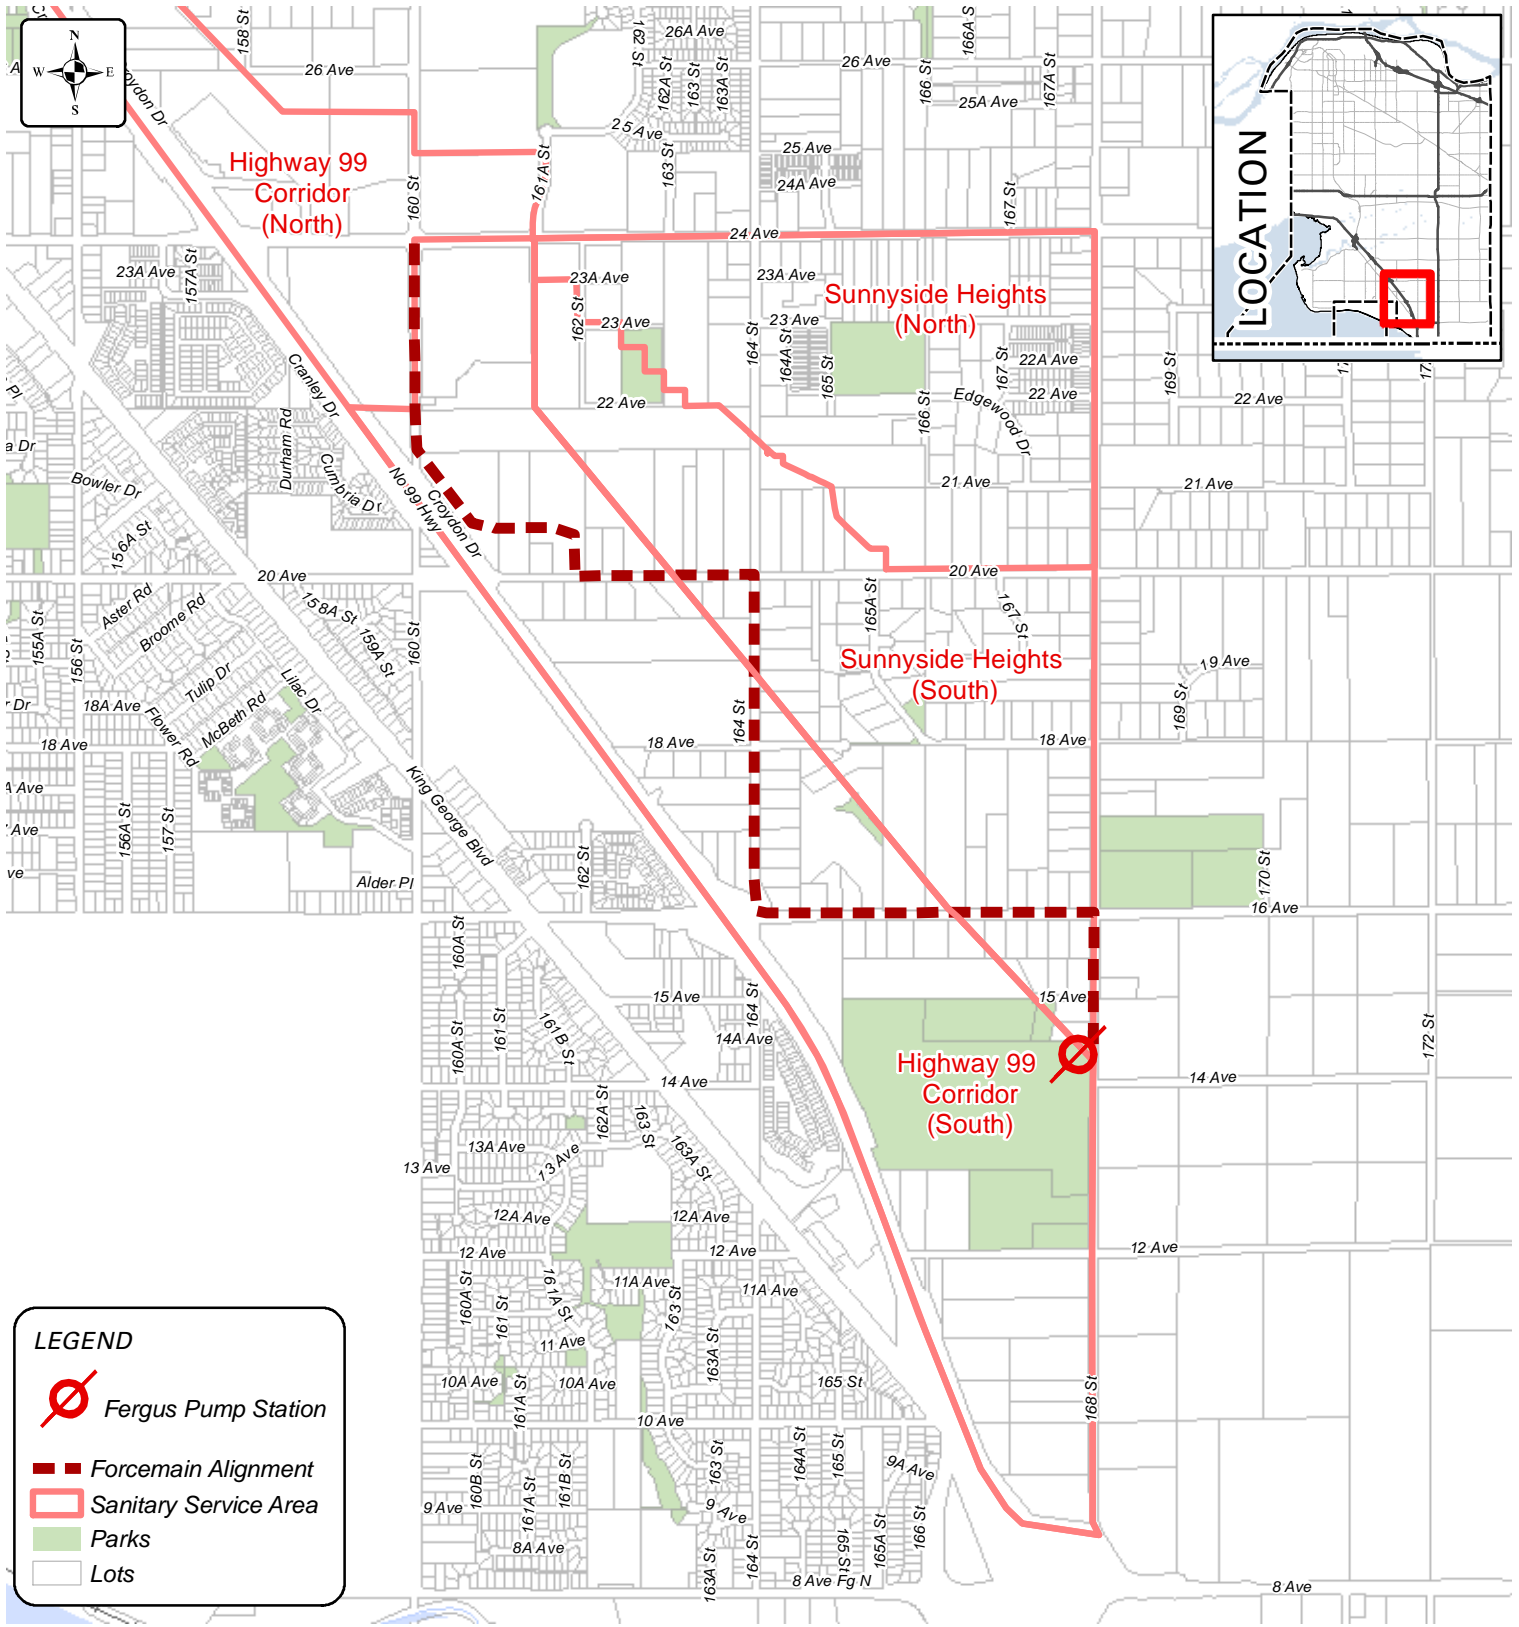 N
W
E
S
158 St
26 Ave
Croydon Dr
160 St
162 St
26A Ave
162A St
163 St
163A St
25 Ave
163 St
161A St
26 Ave
166 St
166A S
167A St
25A Ave
25 Ave
24A Ave
167 St
Highway 99
Corridor
(North)
LOCATION
24 Ave
23A Ave
157A St
23A Ave
162 St
23 Ave
22 Ave
23A Ave
23 Ave
164 St
164A St
165 St
Sunnyside Heights
(North)
167 St
22A Ave
22 Ave
166 St
Edgewood Dr
169 St
22 Ave
17
Pl
a Dr
Cranley Dr
Durham Rd
Cumbria Dr
Bowler Dr
No 99 Hwy
Croydon Dr
21 Ave
21 Ave
156A St
20 Ave
20 Ave
Aster Rd
Broome Rd
158A St
159A St
160 St
155A St
156 St
Tulip Dr
McBeth Rd
Lilac Dr
Flower Rd
r Dr
18A Ave
18 Ave
165A St
167 St
Sunnyside Heights
(South)
19 Ave
169 St
164 St
18 Ave
18 Ave
A Ave
Ave
ve
156A St
157 St
King George Blvd
Alder Pl
162 St
170 St
16 Ave
160A St
15 Ave
164 St
15 Ave
160A St
161 St
161B St
14A Ave
172 St
14 Ave
14 Ave
Highway 99
Corridor
(South)
162A St
163 St
163A St
13A Ave
13 Ave
13 Ave
12A Ave
12A Ave
12 Ave
12 Ave
12 Ave
160A St
161 St
161A St
11A Ave
163 St
11A Ave
11 Ave
163A St
10A Ave
10A Ave
161A St
165 St
168 St
10 Ave
160B St
161A St
161B St
163 St
164A St
165 St
9A Ave
9 Ave
9 Ave
8A Ave
163A St
164 St
165 St
165A St
166 St
8 Ave Fg N
8 Ave
LEGEND
Fergus Pump Station
Forcemain Alignment
Sanitary Service Area
Parks
Lots